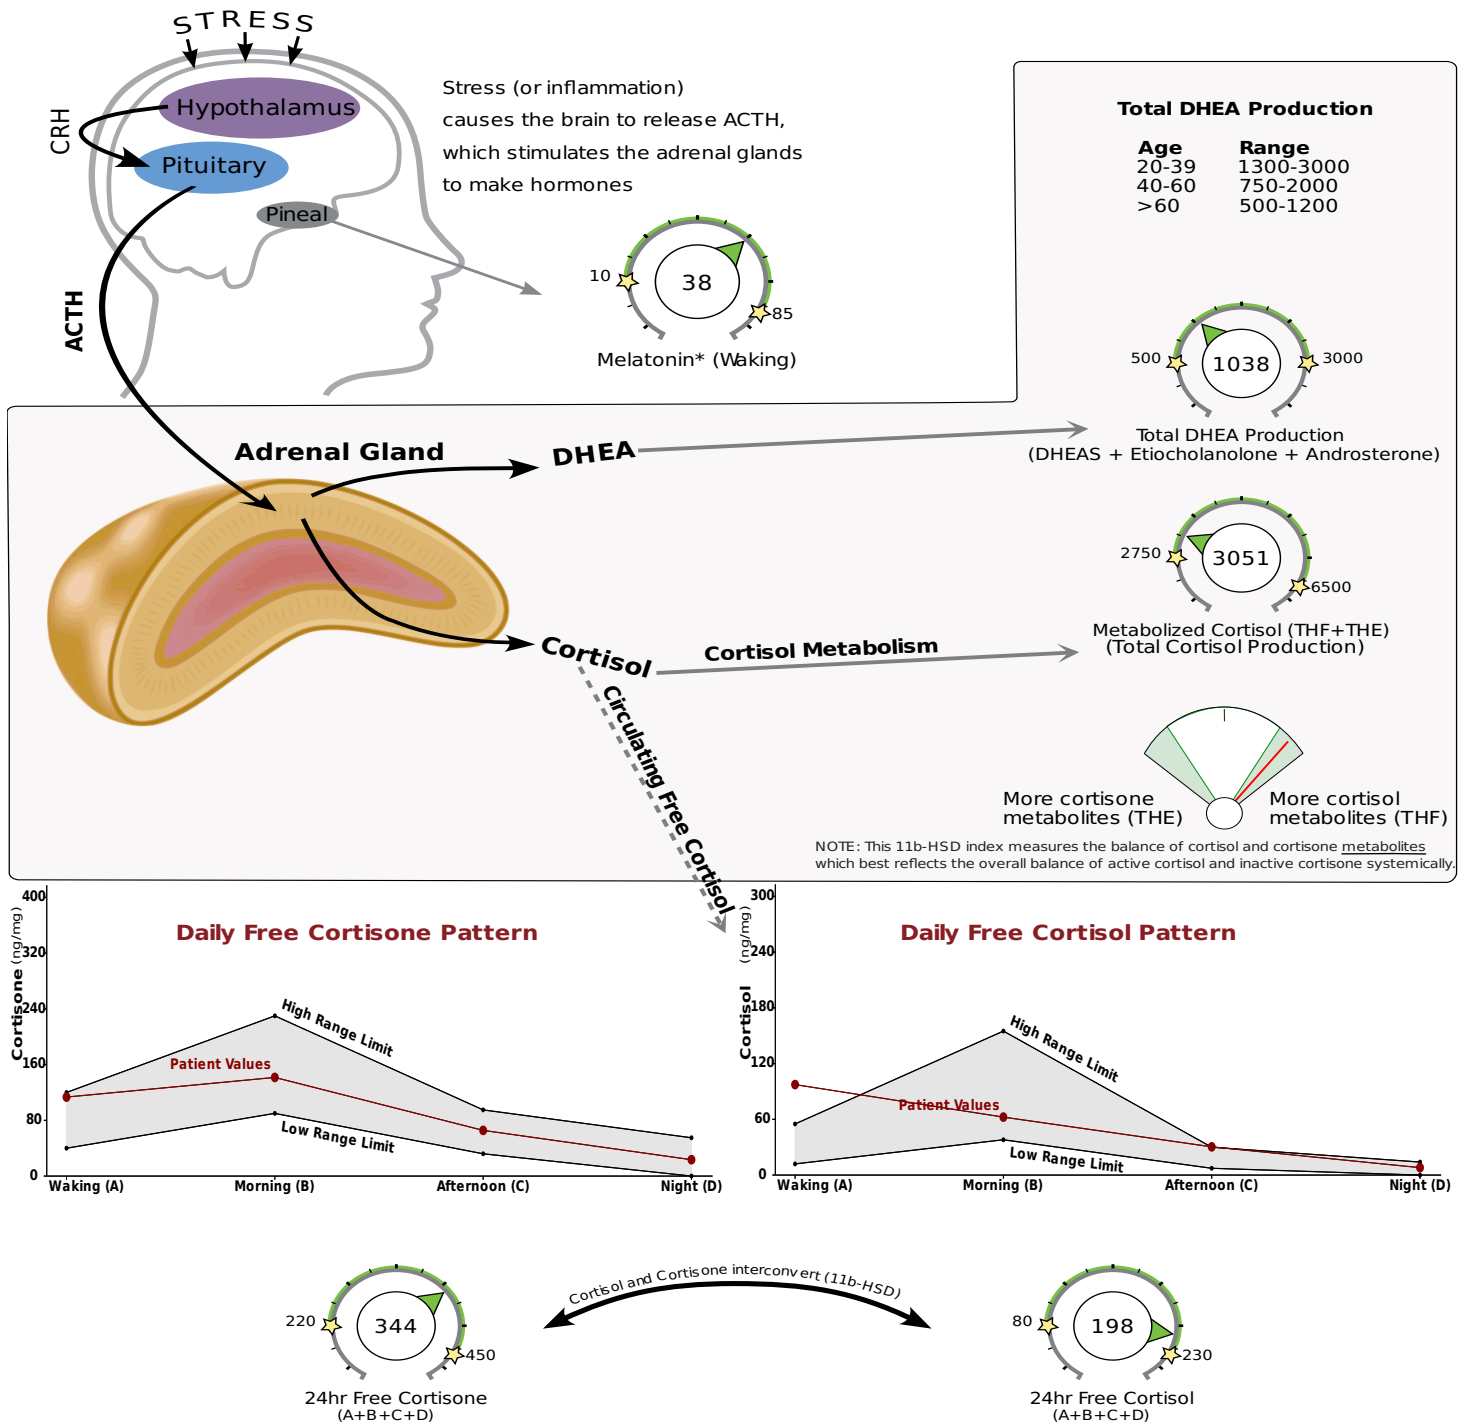 STRESS
Hypothalamus
CRH
Pituitary
Pineal
ACTH
Stress (or inflammation)
causes the brain to release ACTH,
which stimulates the adrenal glands
to make hormones
10
38
85
Melatonin* (Waking)
Total DHEA Production
Age Range
20-39 1300-3000
40-60 750-2000
>60 500-1200
500
1038
3000
Total DHEA Production
(DHEAS + Etiocholanolone + Androsterone)
Adrenal Gland
DHEA
2750
3051
6500
Metabolized Cortisol (THF+THE)
(Total Cortisol Production)
Cortisol
Cortisol Metabolism
Circulating Free Cortisol
More cortisone
metabolites (THE)
More cortisol
metabolites (THF)
NOTE: This 11b-HSD index measures the balance of cortisol and cortisone metabolites
which best reflects the overall balance of active cortisol and inactive cortisone systemically.
Daily Free Cortisone Pattern
Cortisone (ng/mg)
400
320
240
160
80
0
High Range Limit
Patient Values
Low Range Limit
Waking (A)
Morning (B)
Afternoon (C)
Night (D)
Daily Free Cortisol Pattern
Cortisol (ng/mg)
300
240
180
120
60
0
High Range Limit
Patient Values
Low Range Limit
Waking (A)
Morning (B)
Afternoon (C)
Night (D)
220
344
450
24hr Free Cortisone
(A+B+C+D)
Cortisol and Cortisone interconvert (11b-HSD)
80
198
230
24hr Free Cortisol
(A+B+C+D)